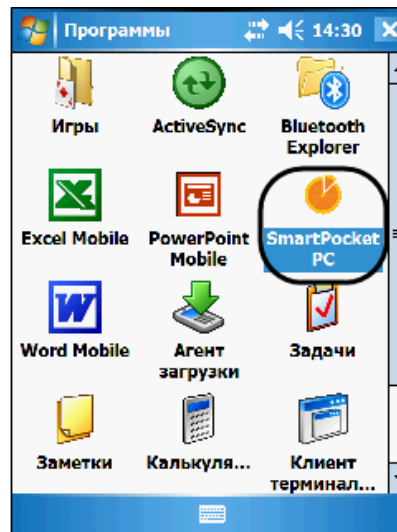 Программы 14:30
Игры ActiveSync Bluetooth
Explorer
Excel Mobile PowerPoint SmartPocket
Mobile PC
Word Mobile Агент Задачи
загрузки
Заметки Калькуля... Клиент
терминал...